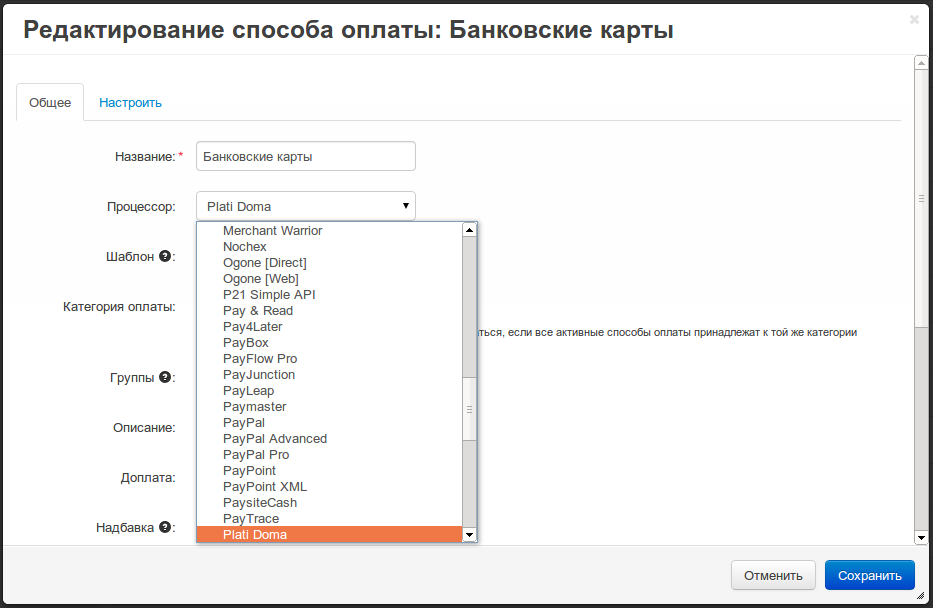 Редактирование способа оплаты: Банковские карты
Общее
Настроить
Название:*
Банковские карты
Процессор:
Plati Doma
Merchant Warrior
Nochex
Ogone [Direct]
Шаблон ?:
Ogone [Web]
P21 Simple API
Категория оплаты:
Pay & Read
Pay4Later
если все активные способы оплаты принадлежат к той же категории
PayBox
PayFlow Pro
Группы ?:
PayJunction
PayLeap
Paymaster
PayPal
Описание:
PayPal Advanced
PayPal Pro
PayPoint
Доплата:
PayPoint XML
PaysiteCash
PayTrace
Надбавка ?:
Plati Doma
Отменить
Сохранить